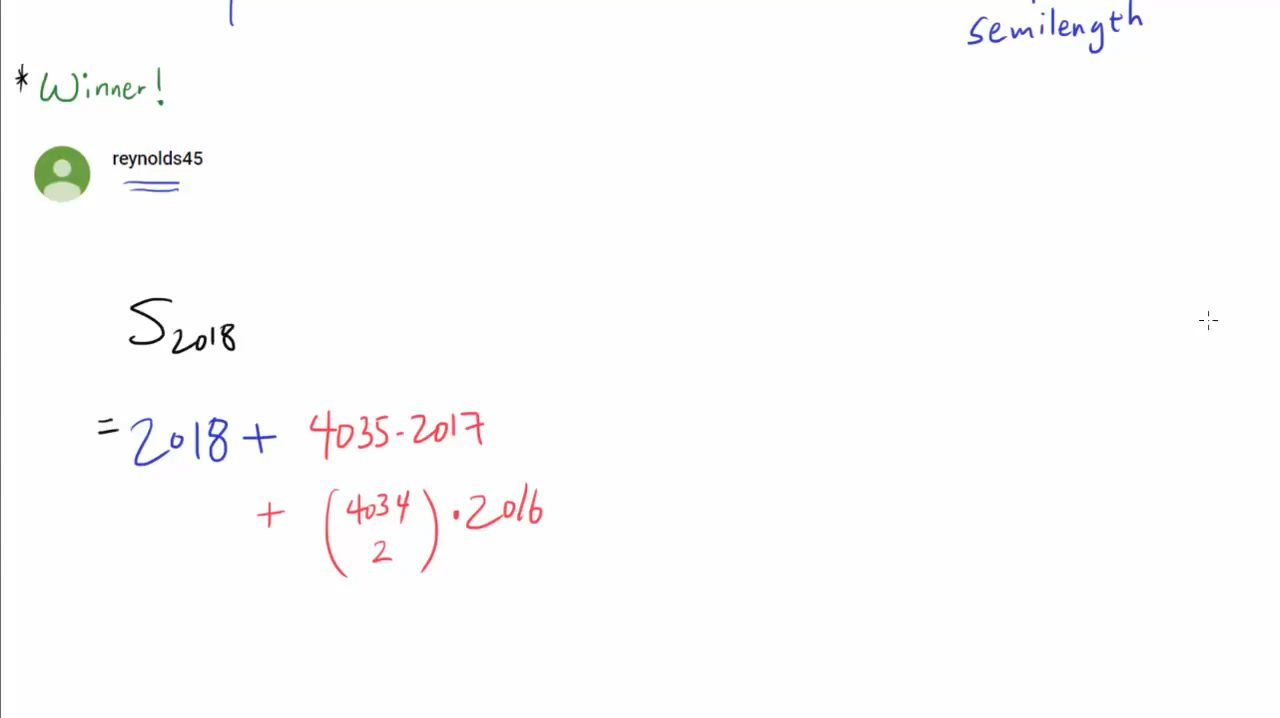 semilength
* Winner!
reynolds45
S₂₀₁₈
= 2018 + 4035·2017
+ (4034 2) · 2016